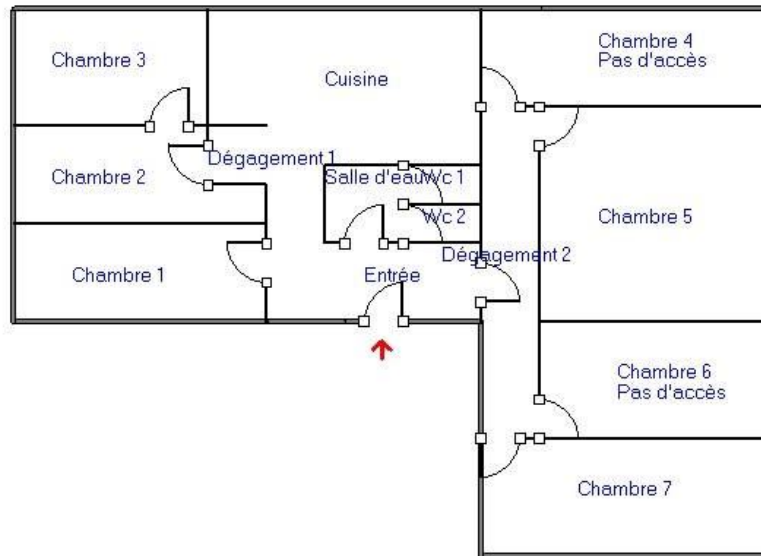 Chambre 3
Cuisine
Chambre 4
Pas d'accès
Dégagement 1
Chambre 2
Salle d'eau
Wc 1
Wc 2
Chambre 5
Dégagement 2
Chambre 1
Entrée
Chambre 6
Pas d'accès
Chambre 7